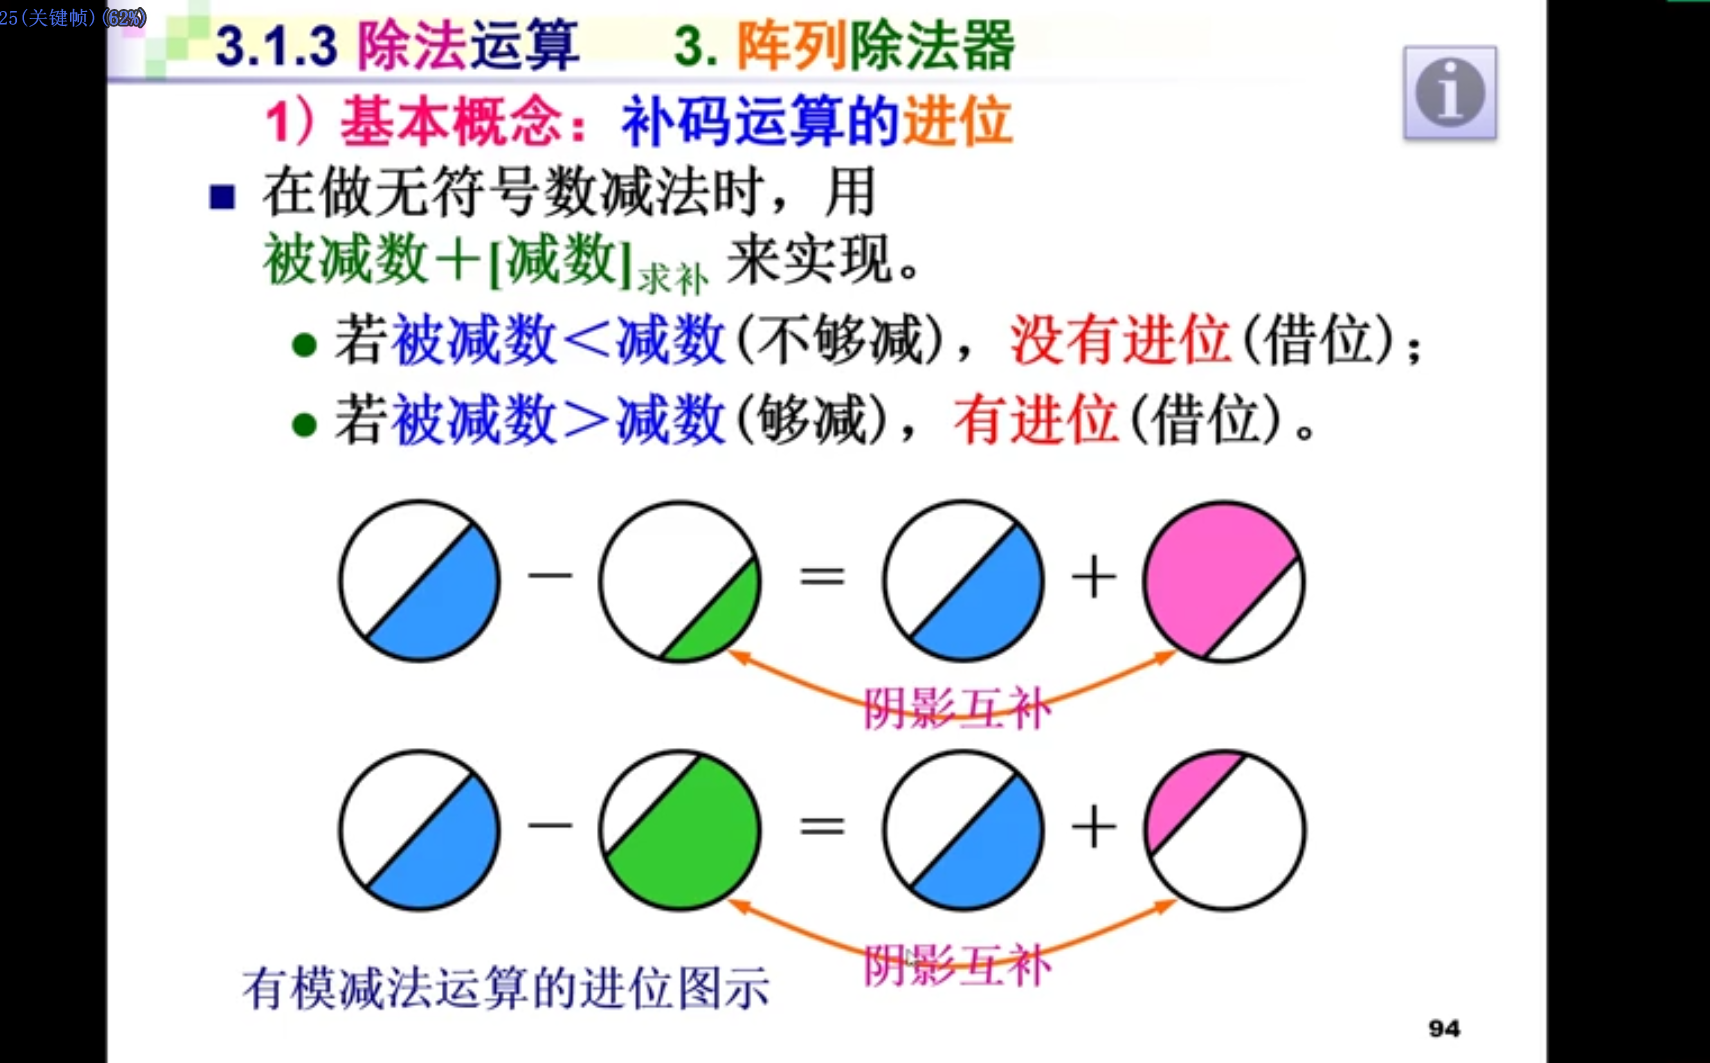 25(关键帧)(62%)
3.1.3 除法运算 3. 阵列除法器
1）基本概念：补码运算的进位
■ 在做无符号数减法时，用
被减数＋[减数]求补 来实现。
● 若被减数＜减数(不够减)，没有进位(借位)；
● 若被减数＞减数(够减)，有进位(借位)。
－ ＝ ＋
阴影互补
－ ＝ ＋
阴影互补
有模减法运算的进位图示
94